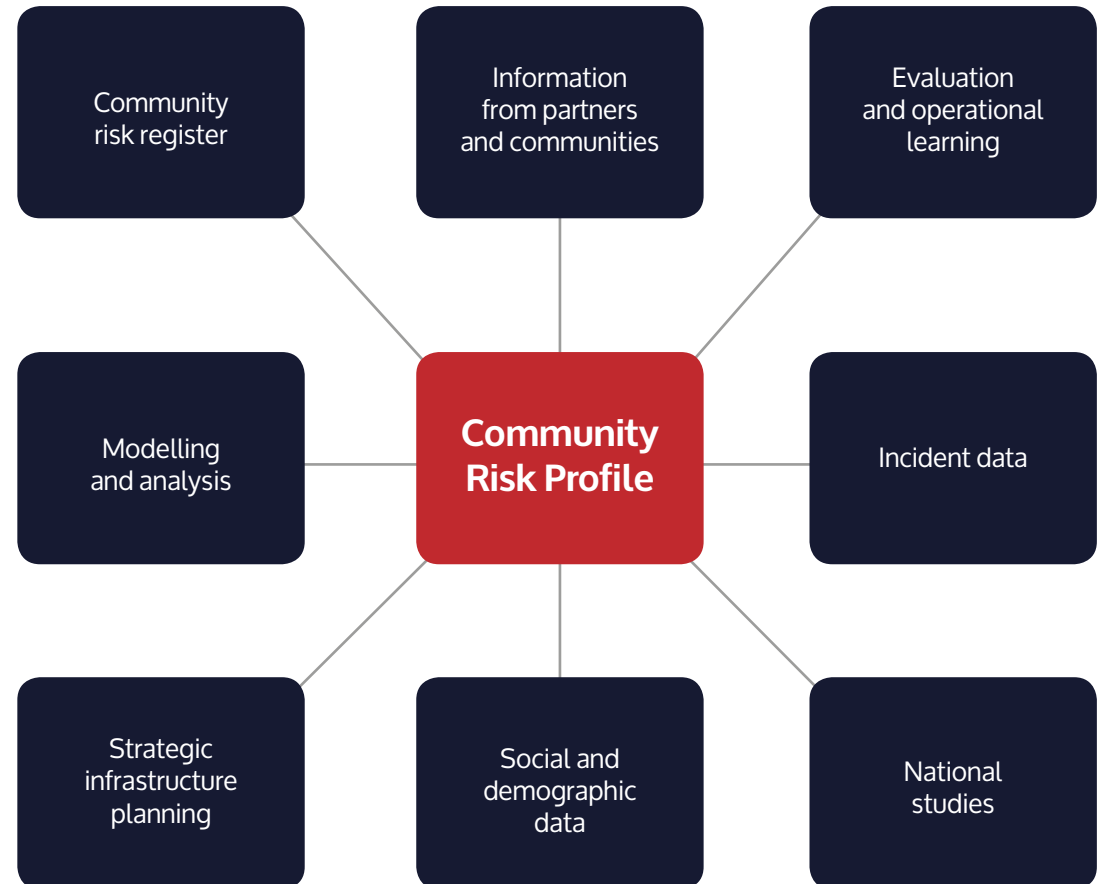 Community
risk register
Information
from partners
and communities
Evaluation
and operational
learning
Modelling
and analysis
Community
Risk Profile
Incident data
Strategic
infrastructure
planning
Social and
demographic
data
National
studies